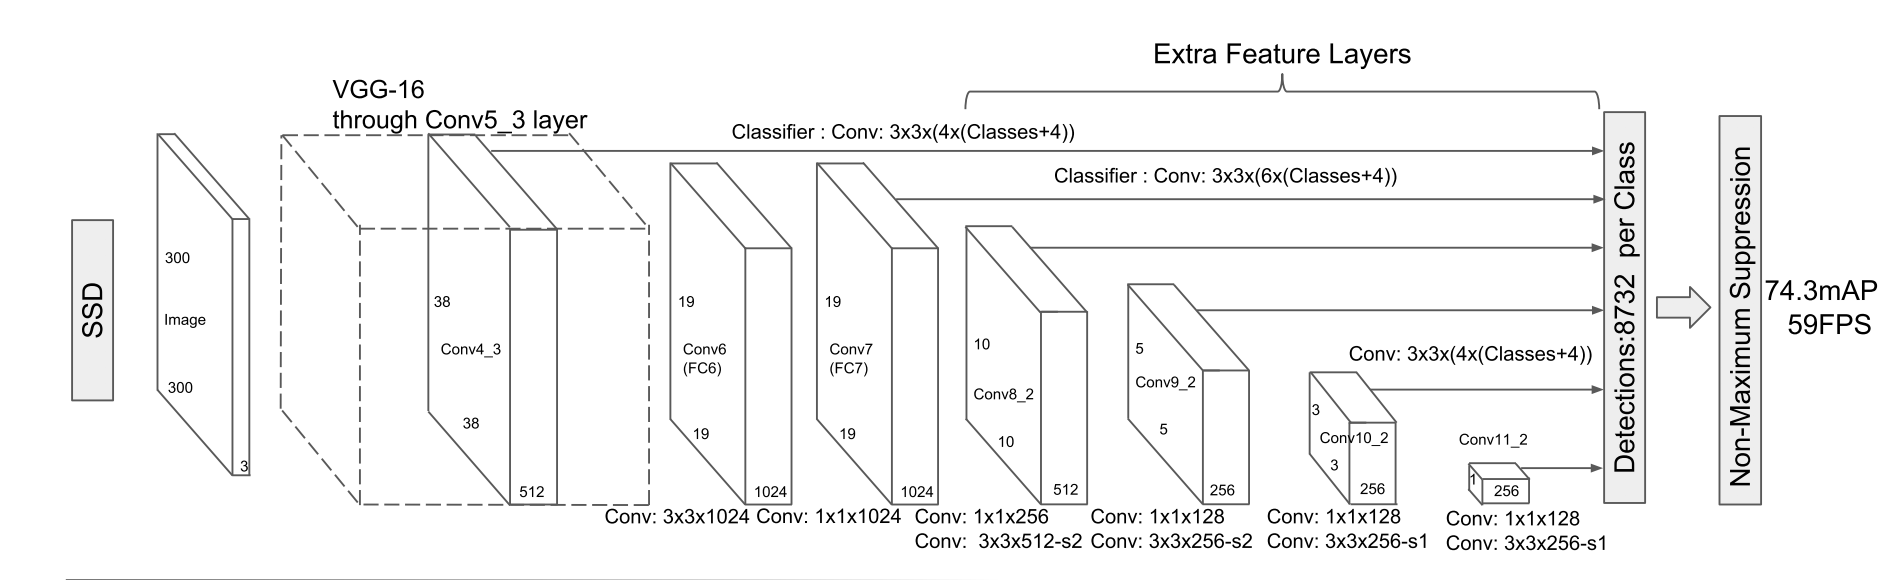 Extra Feature Layers
VGG-16
through Conv5_3 layer
Classifier : Conv: 3x3x(4x(Classes+4))
Classifier : Conv: 3x3x(6x(Classes+4))
SSD
300
Image
300
3
38
Conv4_3
38
512
19
Conv6
(FC6)
19
1024
19
Conv7
(FC7)
19
1024
10
Conv8_2
10
512
5
Conv9_2
5
256
Conv: 3x3x(4x(Classes+4))
3
Conv10_2
3
256
Conv11_2
1
256
Detections:8732 per Class
Non-Maximum Suppression
74.3mAP
59FPS
Conv: 3x3x1024
Conv: 1x1x1024
Conv: 1x1x256
Conv: 3x3x512-s2
Conv: 1x1x128
Conv: 3x3x256-s2
Conv: 1x1x128
Conv: 3x3x256-s1
Conv: 1x1x128
Conv: 3x3x256-s1